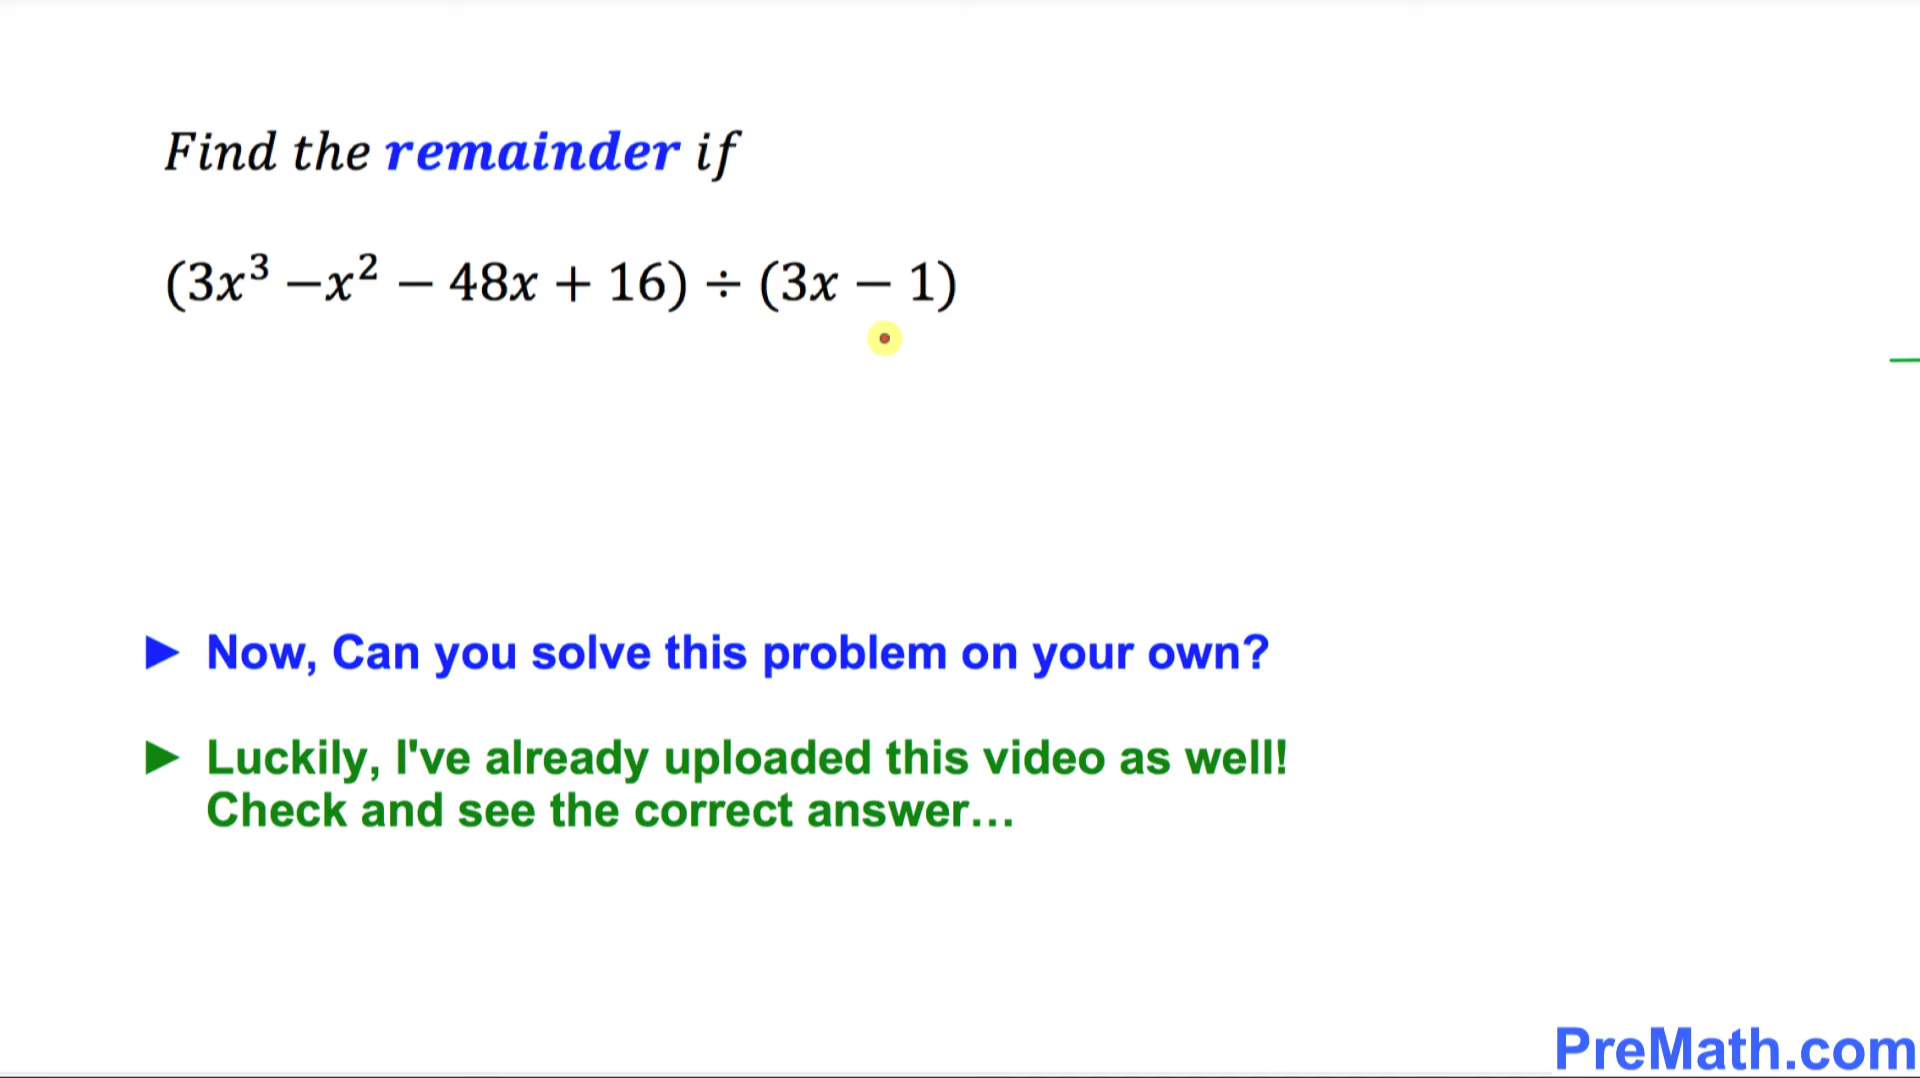 Find the remainder if
(3x³ −x² − 48x + 16) ÷ (3x − 1)
► Now, Can you solve this problem on your own?
► Luckily, I've already uploaded this video as well!
Check and see the correct answer...
PreMath.com